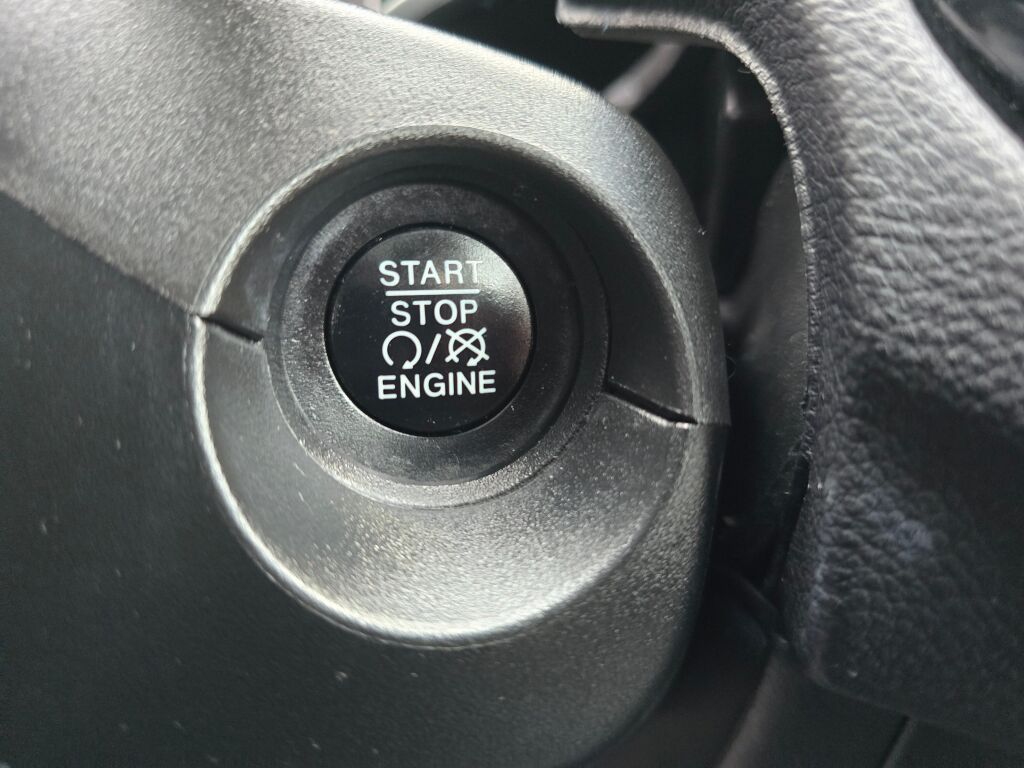 START
STOP
/
ENGINE